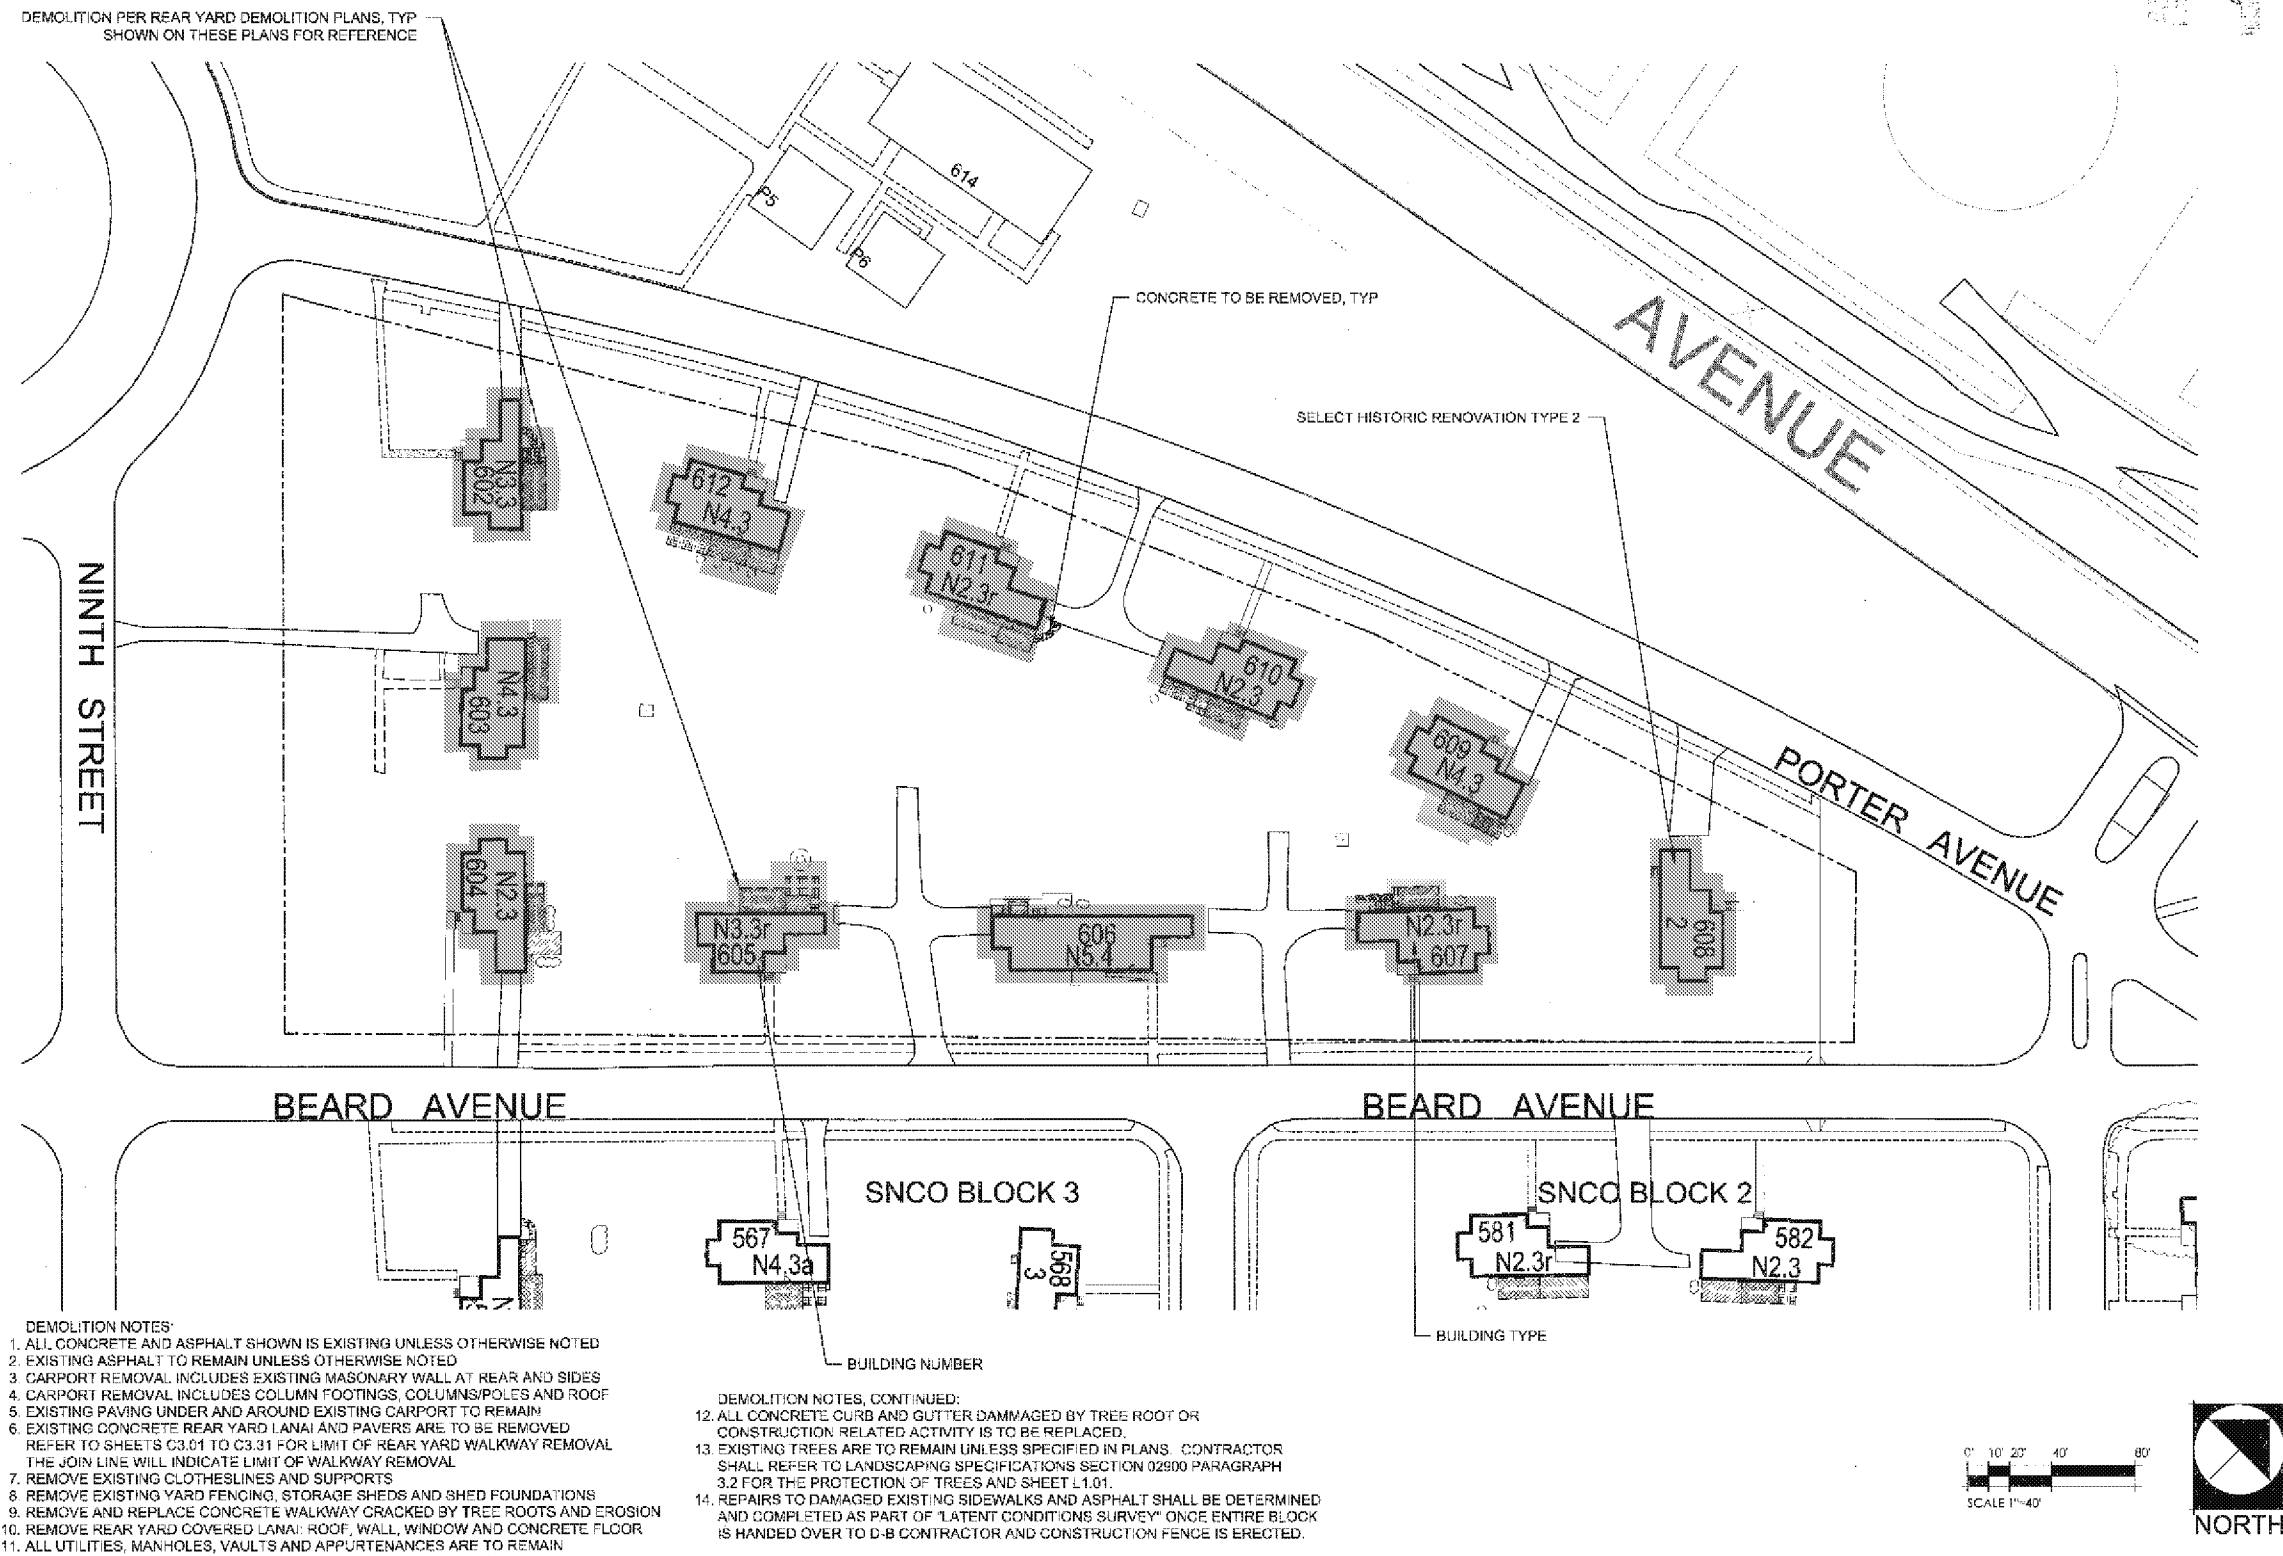 DEMOLITION PER REAR YARD DEMOLITION PLANS, TYP
SHOWN ON THESE PLANS FOR REFERENCE
614
P5
P6
CONCRETE TO BE REMOVED, TYP
AVENUE
SELECT HISTORIC RENOVATION TYPE 2
N3.3
602
612
N4.3
611
N2.3r
610
N2.3
NINTH STREET
N4.3
603
609
N4.3
PORTER AVENUE
604
N2.3
N3.3r
605
606
N5.4
N2.3r
607
608
2
BEARD AVENUE
BEARD AVENUE
SNCO BLOCK 3
SNCO BLOCK 2
567
N4.3a
568
3
581
N2.3r
582
N2.3
BUILDING TYPE
BUILDING NUMBER
DEMOLITION NOTES:
1. ALL CONCRETE AND ASPHALT SHOWN IS EXISTING UNLESS OTHERWISE NOTED
2. EXISTING ASPHALT TO REMAIN UNLESS OTHERWISE NOTED
3. CARPORT REMOVAL INCLUDES EXISTING MASONARY WALL AT REAR AND SIDES
4. CARPORT REMOVAL INCLUDES COLUMN FOOTINGS, COLUMNS/POLES AND ROOF
5. EXISTING PAVING UNDER AND AROUND EXISTING CARPORT TO REMAIN
6. EXISTING CONCRETE REAR YARD LANAI AND PAVERS ARE TO BE REMOVED
REFER TO SHEETS C3.01 TO C3.31 FOR LIMIT OF REAR YARD WALKWAY REMOVAL
THE JOIN LINE WILL INDICATE LIMIT OF WALKWAY REMOVAL
7. REMOVE EXISTING CLOTHESLINES AND SUPPORTS
8. REMOVE EXISTING YARD FENCING, STORAGE SHEDS AND SHED FOUNDATIONS
9. REMOVE AND REPLACE CONCRETE WALKWAY CRACKED BY TREE ROOTS AND EROSION
10. REMOVE REAR YARD COVERED LANAI: ROOF, WALL, WINDOW AND CONCRETE FLOOR
11. ALL UTILITIES, MANHOLES, VAULTS AND APPURTENANCES ARE TO REMAIN
DEMOLITION NOTES, CONTINUED:
12. ALL CONCRETE CURB AND GUTTER DAMMAGED BY TREE ROOT OR
CONSTRUCTION RELATED ACTIVITY IS TO BE REPLACED.
13. EXISTING TREES ARE TO REMAIN UNLESS SPECIFIED IN PLANS. CONTRACTOR
SHALL REFER TO LANDSCAPING SPECIFICATIONS SECTION 02900 PARAGRAPH
3.2 FOR THE PROTECTION OF TREES AND SHEET L1.01.
14. REPAIRS TO DAMAGED EXISTING SIDEWALKS AND ASPHALT SHALL BE DETERMINED
AND COMPLETED AS PART OF "LATENT CONDITIONS SURVEY" ONCE ENTIRE BLOCK
IS HANDED OVER TO D-B CONTRACTOR AND CONSTRUCTION FENCE IS ERECTED.
0' 10' 20' 40' 80'
SCALE 1"=40'
NORTH